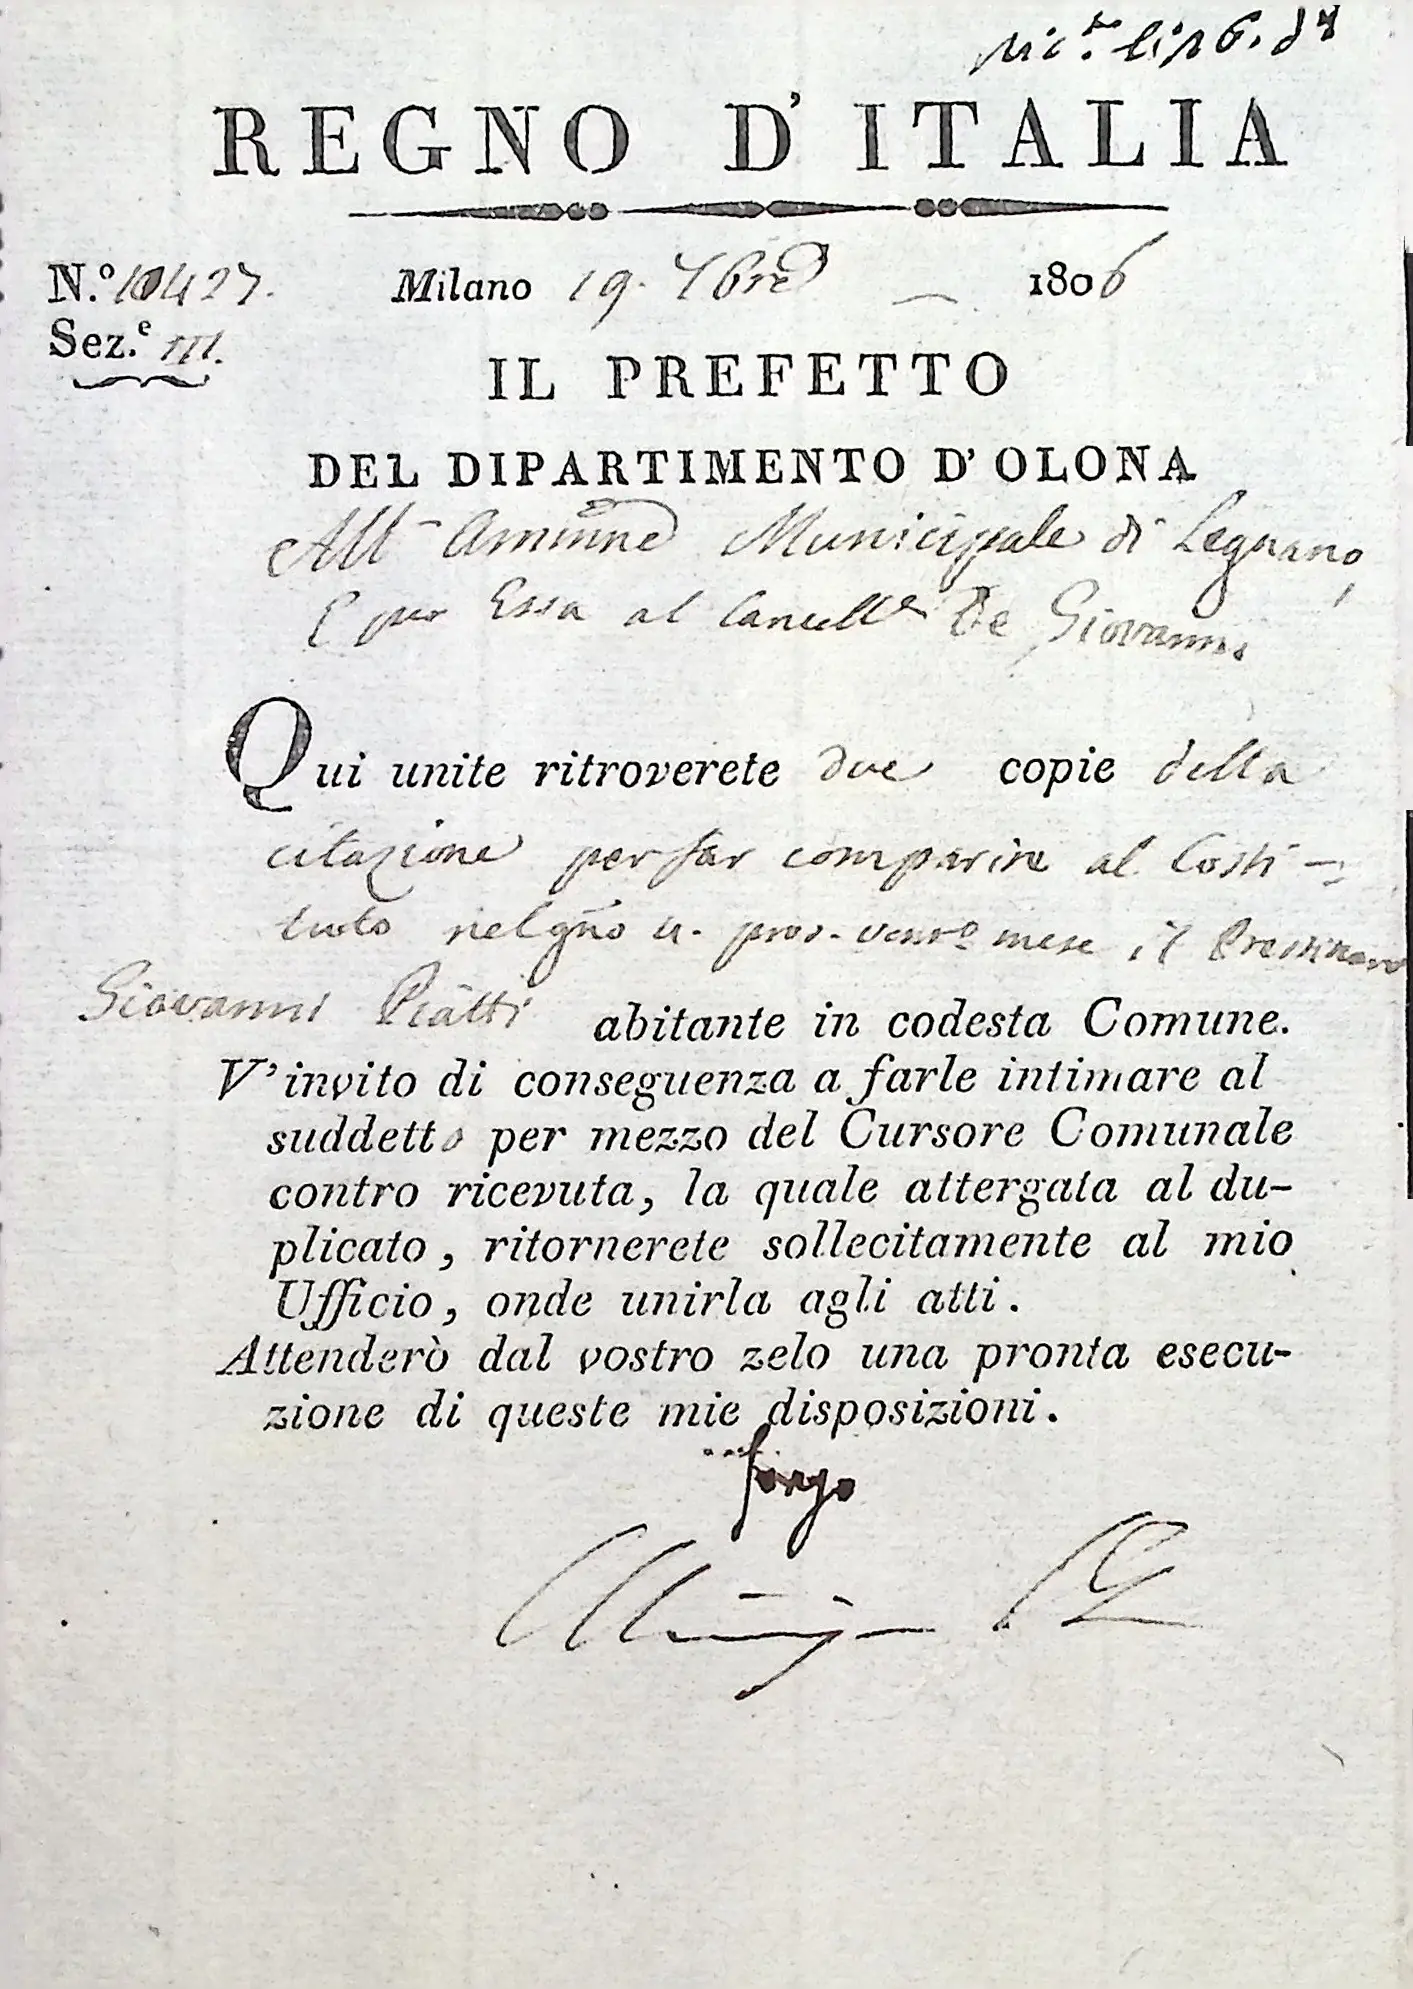 REGNO D'ITALIA
N.º 10427.
Milano 19. 7bre 1806
Sez.e III.
IL PREFETTO
DEL DIPARTIMENTO D'OLONA
All' Ammne Municipale di Legnano,
E per Essa al Cancelle De Giovanni
Qui unite ritroverete due copie della
citazione per far comparire al Costi-
tuto nel gno mese il
Giovanni Piatti abitante in codesta Comune.
V'invito di conseguenza a farle intimare al
suddetto per mezzo del Cursore Comunale
contro ricevuta, la quale attergata al du-
plicato, ritornerete sollecitamente al mio
Ufficio, onde unirla agli atti.
Attenderò dal vostro zelo una pronta esecu-
zione di queste mie disposizioni.